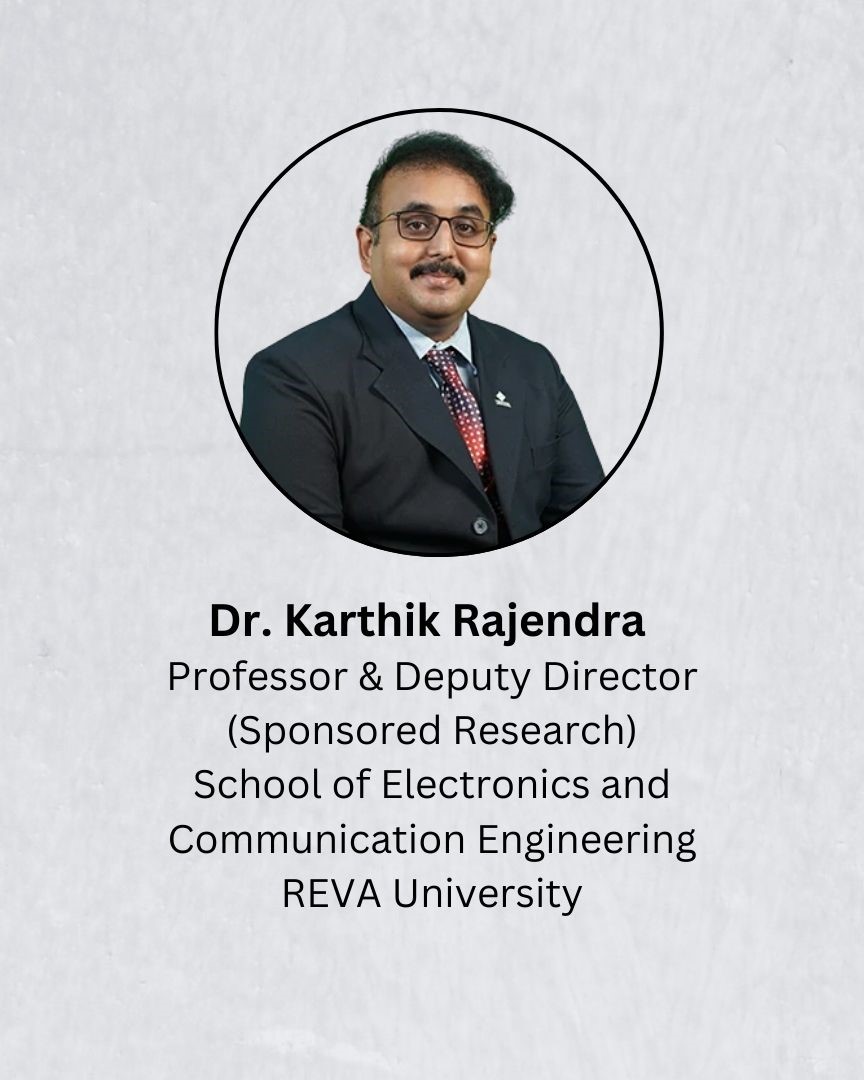 Dr. Karthik Rajendra
Professor & Deputy Director
(Sponsored Research)
School of Electronics and
Communication Engineering
REVA University